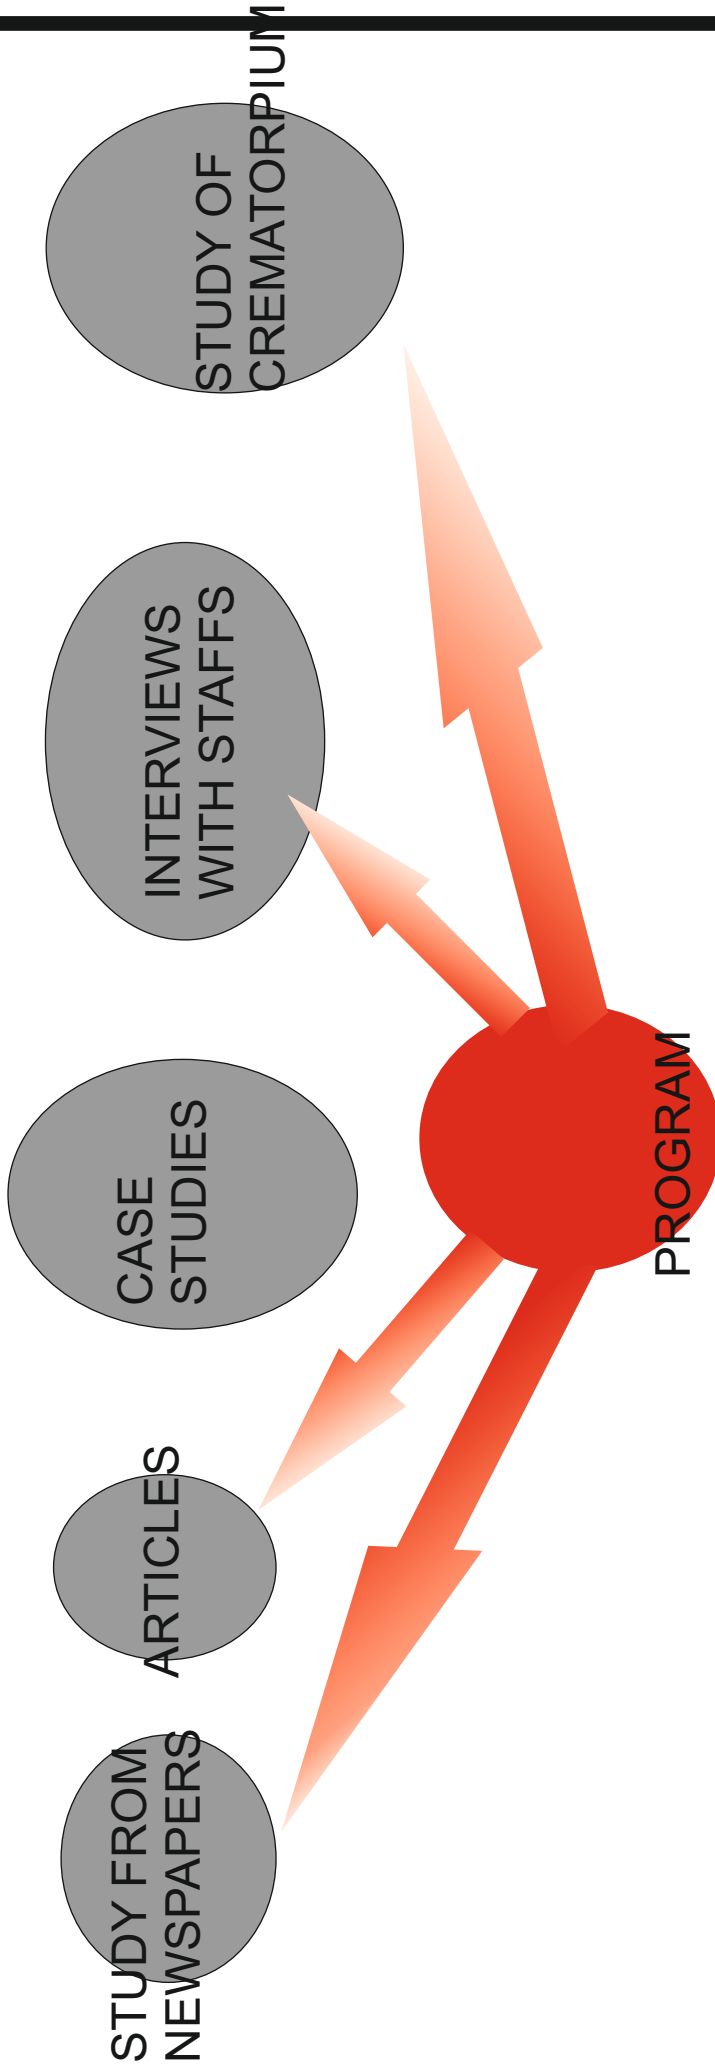 STUDY FROM
NEWSPAPERS
ARTICLES
CASE
STUDIES
INTERVIEWS
WITH STAFFS
STUDY OF
CREMATORPIUM
PROGRAM